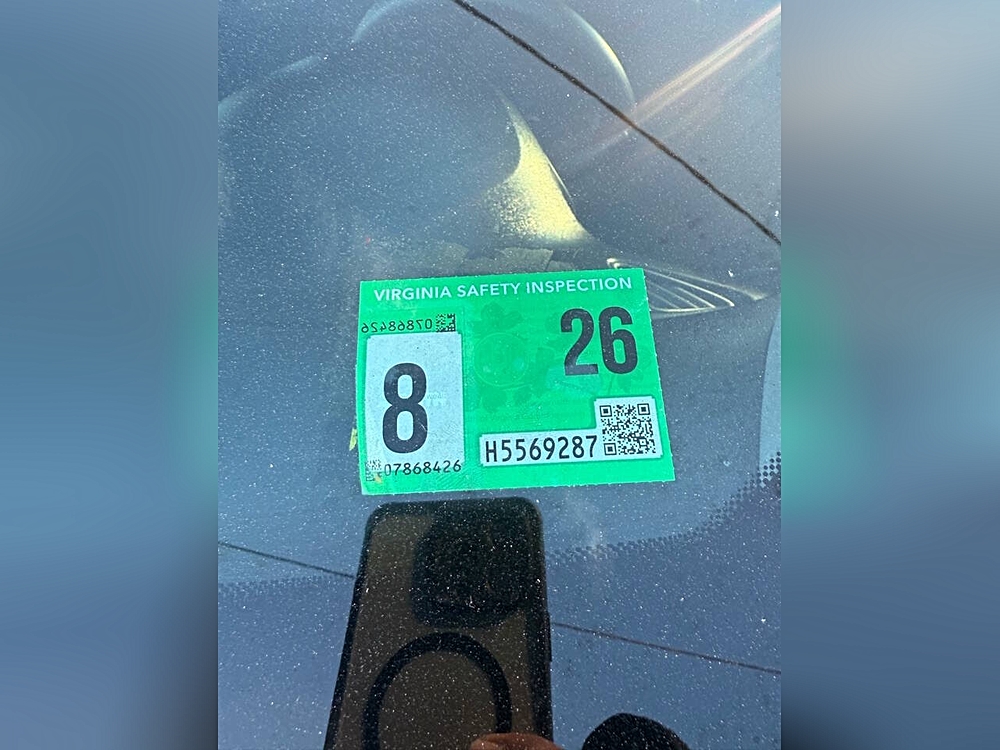 VIRGINIA SAFETY INSPECTION
07868426
26
8
H5569287
07868426